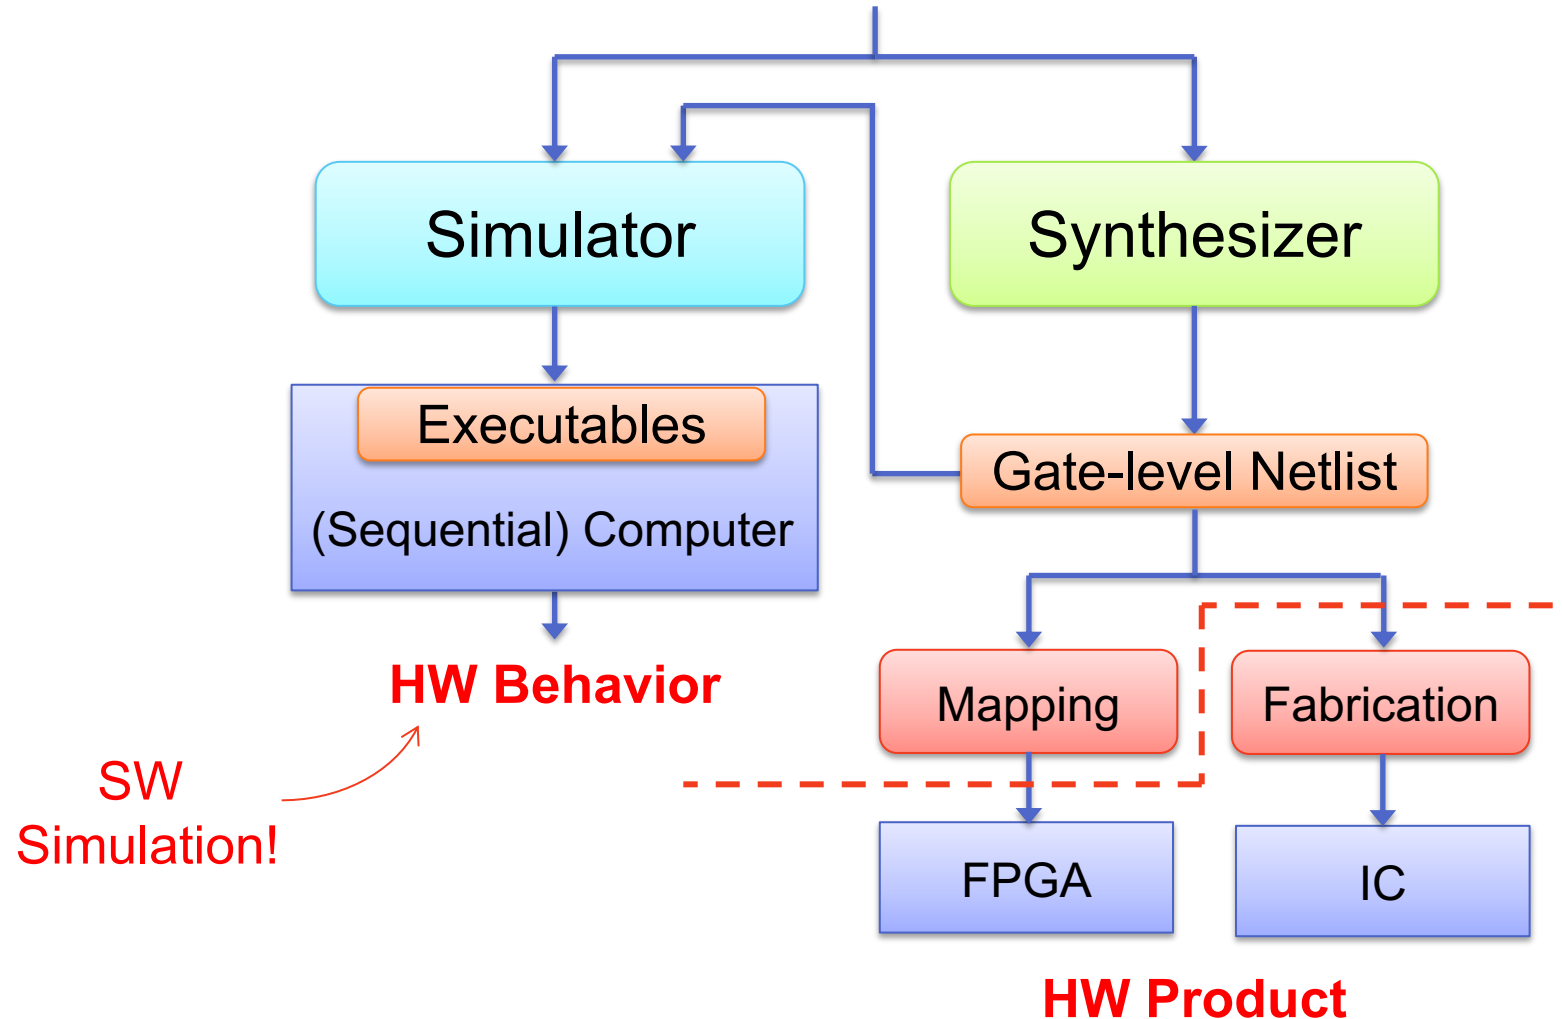 Simulator
Synthesizer
Executables
Gate-level Netlist
(Sequential) Computer
HW Behavior
Mapping
Fabrication
SW
Simulation!
FPGA
IC
HW Product